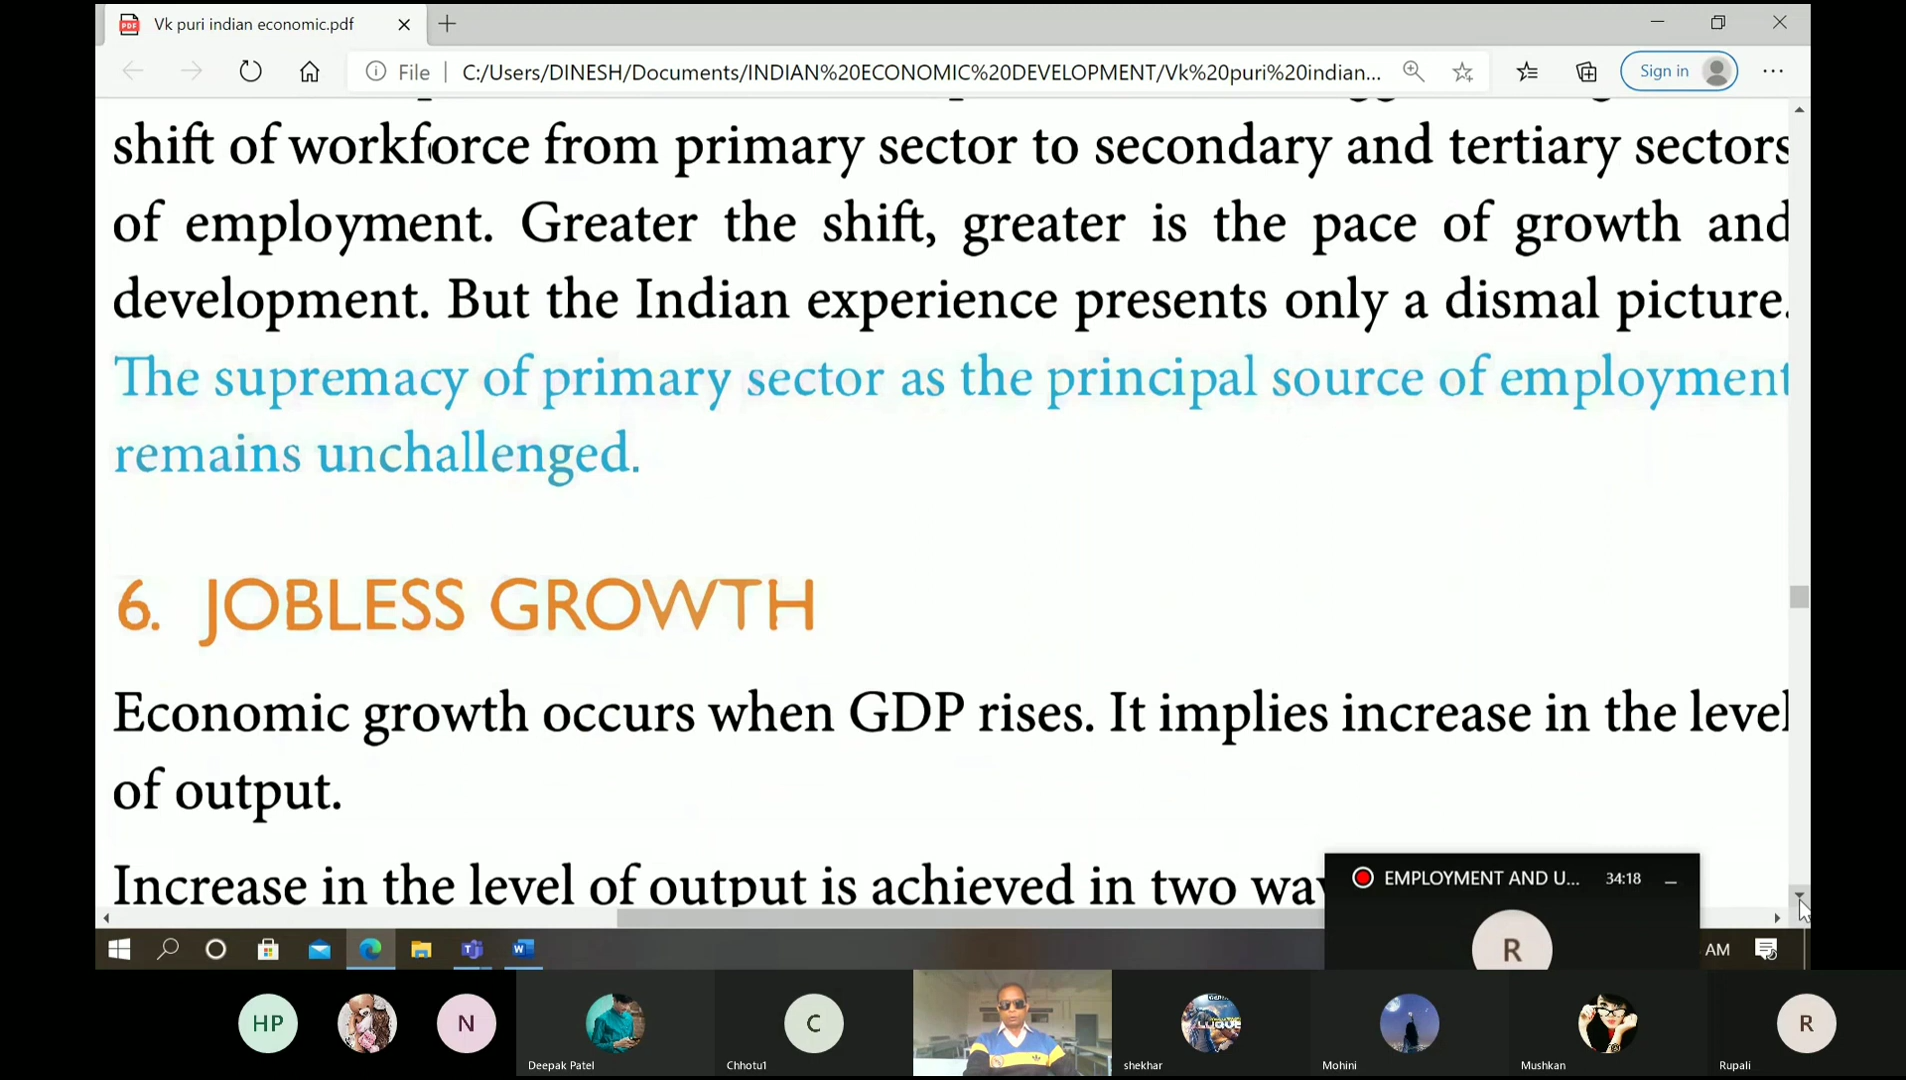 Vk puri indian economic.pdf
File
C:/Users/DINESH/Documents/INDIAN%20ECONOMIC%20DEVELOPMENT/Vk%20puri%20indian...
Sign in
shift of workforce from primary sector to secondary and tertiary sectors
of employment. Greater the shift, greater is the pace of growth and
development. But the Indian experience presents only a dismal picture.
The supremacy of primary sector as the principal source of employment
remains unchallenged.
6. JOBLESS GROWTH
Economic growth occurs when GDP rises. It implies increase in the level
of output.
Increase in the level of output is achieved in two way
EMPLOYMENT AND U... 34:18
R
AM
HP
N
Deepak Patel
C
Chhotu1
shekhar
Mohini
Mushkan
R
Rupali